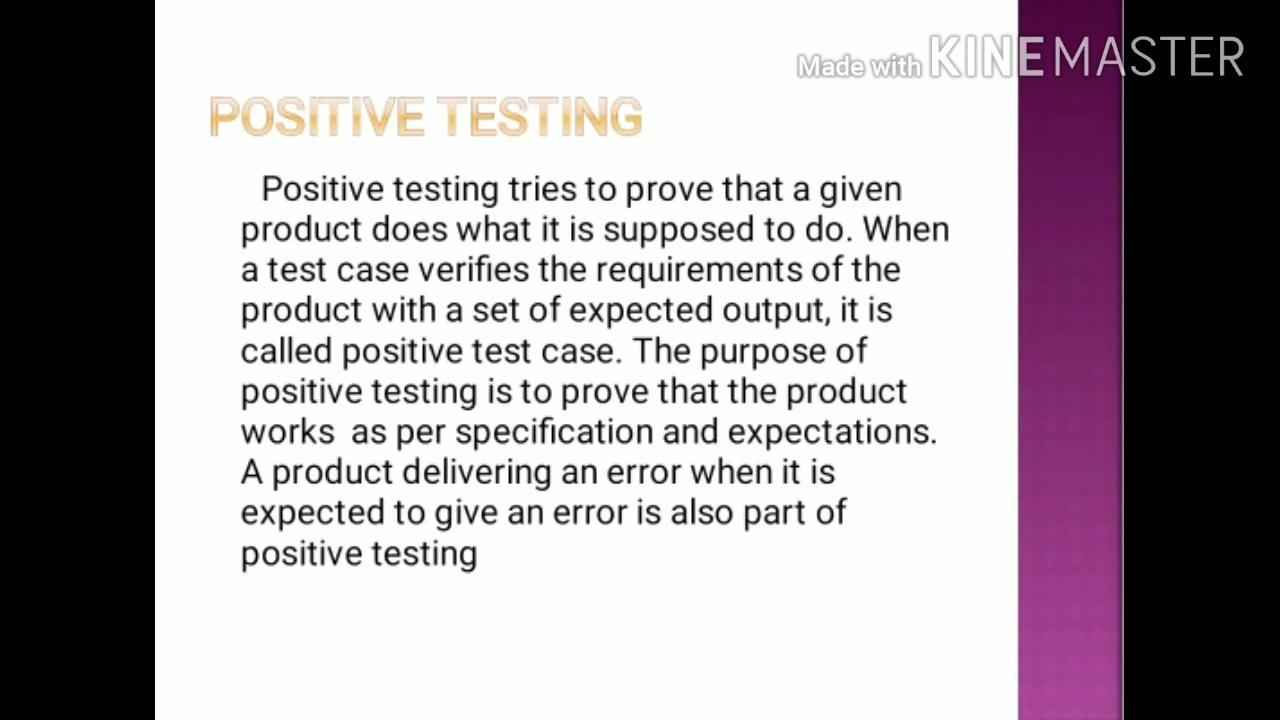 Made with KINEMASTER
POSITIVE TESTING
Positive testing tries to prove that a given
product does what it is supposed to do. When
a test case verifies the requirements of the
product with a set of expected output, it is
called positive test case. The purpose of
positive testing is to prove that the product
works  as per specification and expectations.
A product delivering an error when it is
expected to give an error is also part of
positive testing